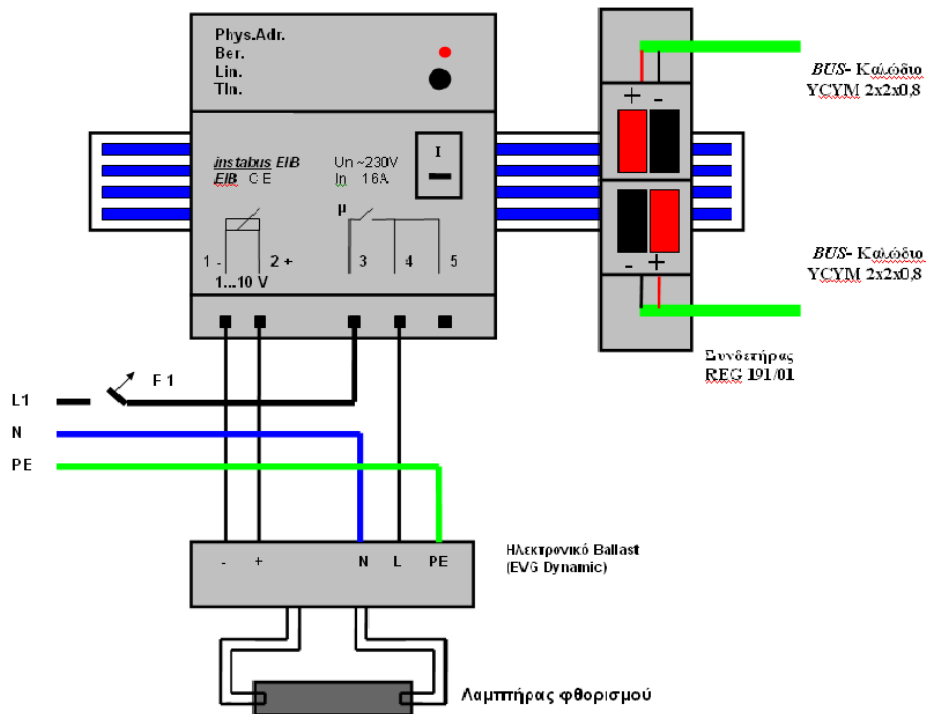 Phys.Adr.
Ber.
Lin.
Tln.
instabus EIB
EIB C E
Un ~230V
In 16A
I
μ
1 -
2 +
3
4
5
1...10 V
+ -
- +
BUS- Καλώδιο
YCYM 2x2x0,8
BUS- Καλώδιο
YCYM 2x2x0,8
Συνδετήρας
REG 191/01
F1
L1
N
PE
- + N L PE
Ηλεκτρονικό Ballast
(EVG Dynamic)
Λαμπτήρας φθορισμού